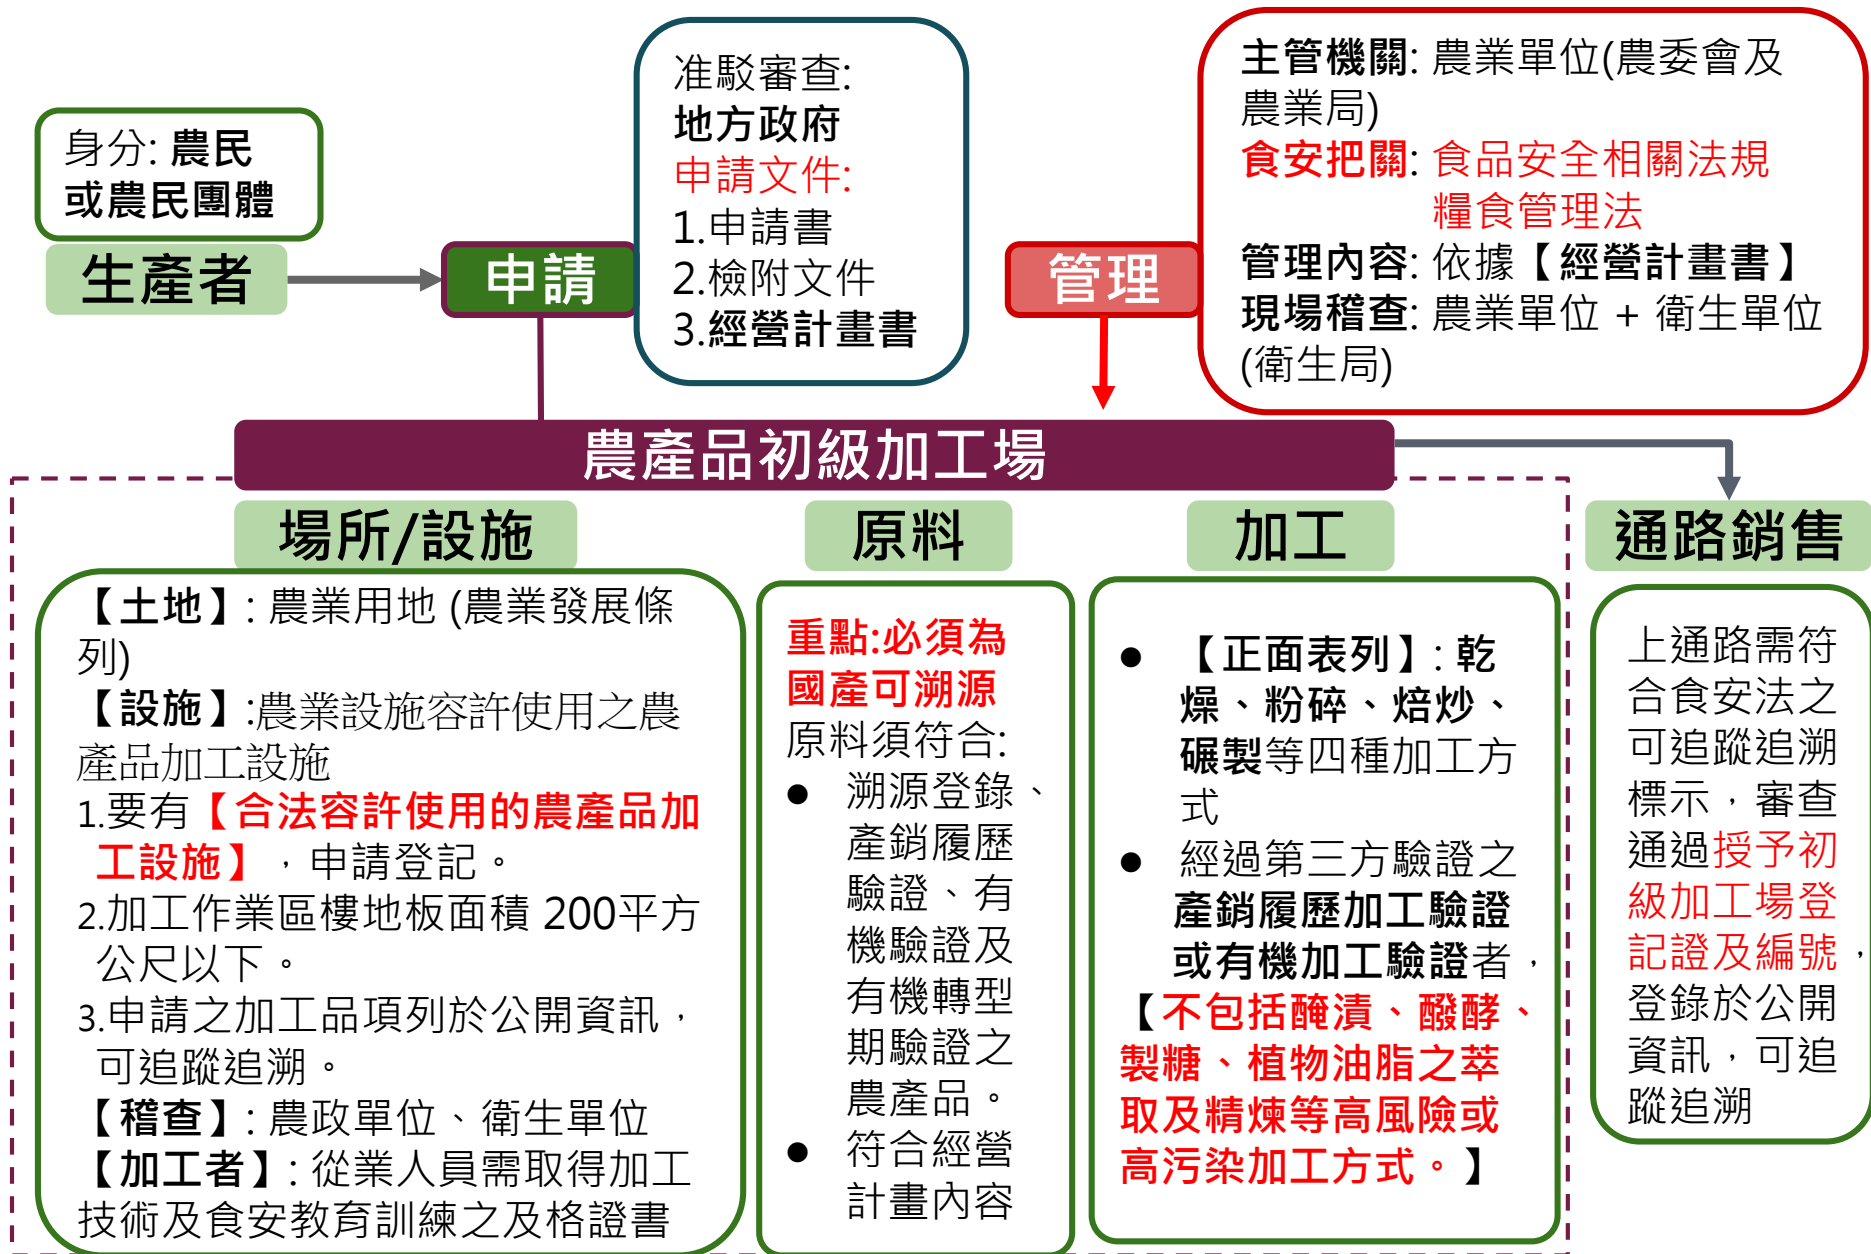 身分: 農民
或農民團體
生產者
申請
准駁審查:
地方政府
申請文件:
1.申請書
2.檢附文件
3.經營計畫書
管理
主管機關: 農業單位(農委會及
農業局)
食安把關: 食品安全相關法規
糧食管理法
管理內容: 依據【經營計畫書】
現場稽查: 農業單位 + 衛生單位
(衛生局)
農產品初級加工場
場所/設施
【土地】: 農業用地 (農業發展條
列)
【設施】:農業設施容許使用之農
產品加工設施
1.要有【合法容許使用的農產品加
工設施】,申請登記。
2.加工作業區樓地板面積 200平方
公尺以下。
3.申請之加工品項列於公開資訊,
可追蹤追溯。
【稽查】: 農政單位、衛生單位
【加工者】: 從業人員需取得加工
技術及食安教育訓練之及格證書
原料
重點:必須為
國產可溯源
原料須符合:
● 溯源登錄、
產銷履歷
驗證、有
機驗證及
有機轉型
期驗證之
農產品。
● 符合經營
計畫內容
加工
● 【正面表列】: 乾
燥、粉碎、焙炒、
碾製等四種加工方
式
● 經過第三方驗證之
產銷履歷加工驗證
或有機加工驗證者,
【不包括醃漬、醱酵、
製糖、植物油脂之萃
取及精煉等高風險或
高污染加工方式。】
通路銷售
上通路需符
合食安法之
可追蹤追溯
標示,審查
通過授予初
級加工場登
記證及編號,
登錄於公開
資訊,可追
蹤追溯